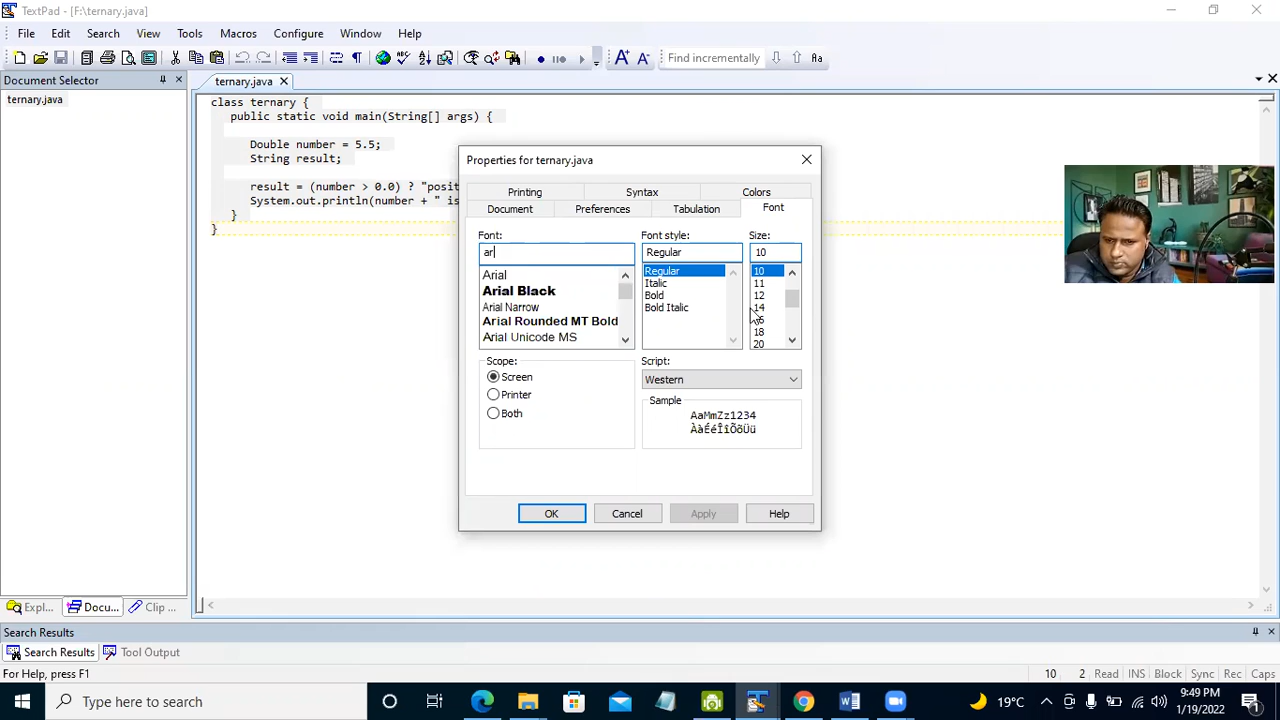 TextPad - [F:\ternary.java]
File Edit Search View Tools Macros Configure Window Help
Find incrementally
Aa
Document Selector
ternary.java
ternary.java
class ternary {
public static void main(String[] args) {
Double number = 5.5;
String result;
result = (number > 0.0) ? "posit
System.out.println(number + " is
}
}
Properties for ternary.java
Printing Syntax Colors
Document Preferences Tabulation Font
Font: Font style: Size:
ar Regular 10
Arial
Arial Black
Arial Narrow
Arial Rounded MT Bold
Arial Unicode MS
Regular
Italic
Bold
Bold Italic
10
11
12
14
18
20
Scope:
Screen
Printer
Both
Script:
Western
Sample
AaMmZz1234
ÀàÉéÎîÕõÜü
OK Cancel Apply Help
Expl... Docu... Clip ...
Search Results
Search Results Tool Output
For Help, press F1
10 2 Read INS Block Sync Rec Caps
Type here to search
19°C
9:49 PM
1/19/2022